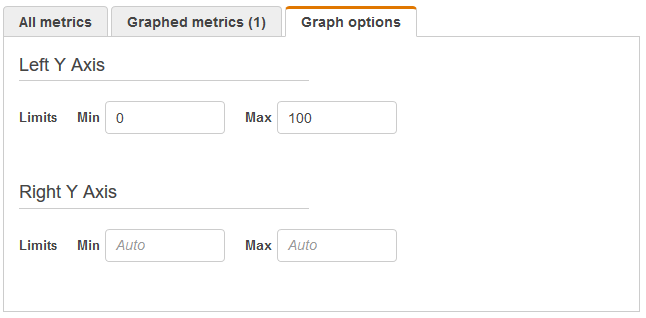 All metrics Graphed metrics (1) Graph options
Left Y Axis
Limits Min 0 Max 100
Right Y Axis
Limits Min Auto Max Auto